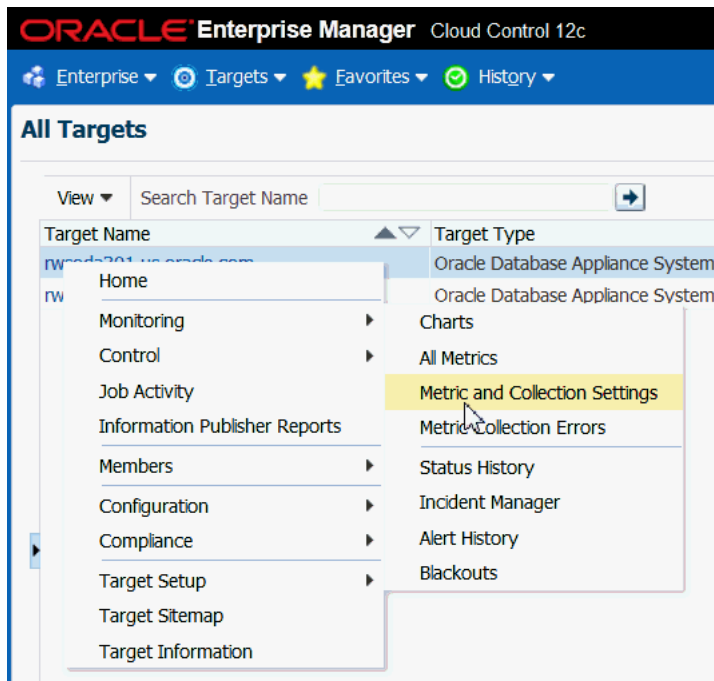 ORACLE Enterprise Manager Cloud Control 12c
Enterprise Targets Favorites History
All Targets
View Search Target Name
Target Name Target Type
Oracle Database Appliance System
Oracle Database Appliance System
Home
Monitoring
Control
Job Activity
Information Publisher Reports
Members
Configuration
Compliance
Target Setup
Target Sitemap
Target Information
Charts
All Metrics
Metric and Collection Settings
Metric Collection Errors
Status History
Incident Manager
Alert History
Blackouts